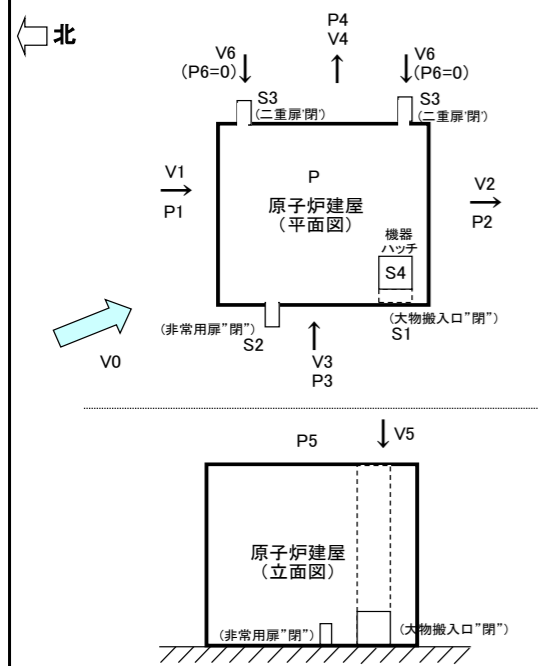 北
P4
V4
V6
(P6=0)
V6
(P6=0)
S3
(二重扉'閉')
S3
(二重扉'閉')
V1
P1
P
原子炉建屋
(平面図)
V2
P2
機器
ハッチ
S4
(非常用扉"閉")
S2
(大物搬入口"閉")
S1
V0
V3
P3
P5
V5
原子炉建屋
(立面図)
(非常用扉"閉")
(大物搬入口"閉")